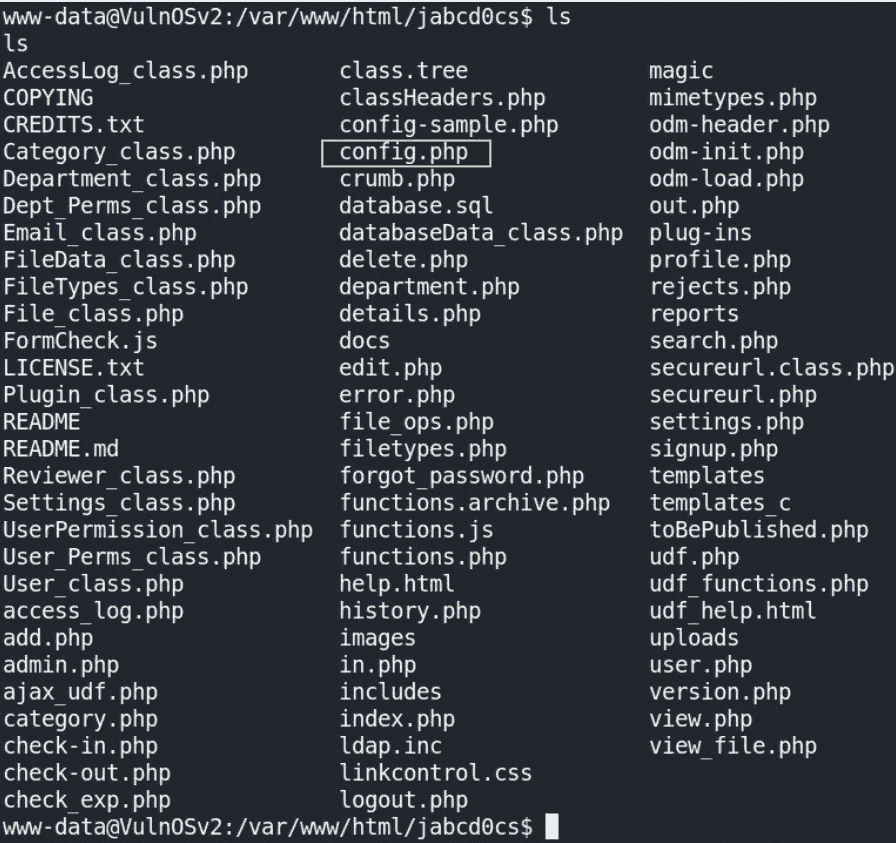 www-data@VulnOSv2:/var/www/html/jabcd0cs$ ls
ls
AccessLog_class.php class.tree magic
COPYING classHeaders.php mimetypes.php
CREDITS.txt config-sample.php odm-header.php
Category_class.php config.php odm-init.php
Department_class.php crumb.php odm-load.php
Dept_Perms_class.php database.sql out.php
Email_class.php databaseData_class.php plug-ins
FileData_class.php delete.php profile.php
FileTypes_class.php department.php rejects.php
File_class.php details.php reports
FormCheck.js docs search.php
LICENSE.txt edit.php secureurl.class.php
Plugin_class.php error.php secureurl.php
README file_ops.php settings.php
README.md filetypes.php signup.php
Reviewer_class.php forgot_password.php templates
Settings_class.php functions.archive.php templates_c
UserPermission_class.php functions.js toBePublished.php
User_Perms_class.php functions.php udf.php
User_class.php help.html udf_functions.php
access_log.php history.php udf_help.html
add.php images uploads
admin.php in.php user.php
ajax_udf.php includes version.php
category.php index.php view.php
check-in.php ldap.inc view_file.php
check-out.php linkcontrol.css
check_exp.php logout.php
www-data@VulnOSv2:/var/www/html/jabcd0cs$